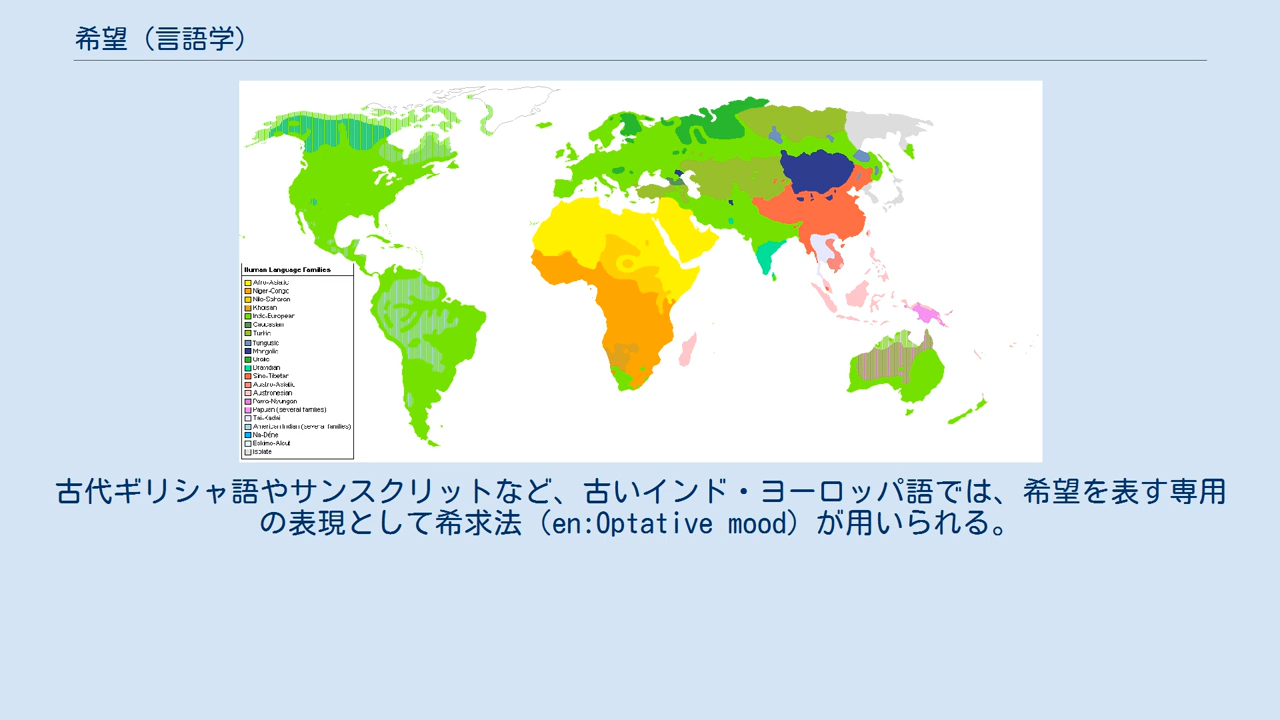 希望（言語学）
Human Language Families
Afro-Asiatic
Niger-Congo
Nilo-Saharan
Khoisan
Indo-European
Caucasian
Turkic
Tungusic
Mongolic
Uralic
Dravidian
Sino-Tibetan
Austro-Asiatic
Austronesian
Pama-Nyungan
Papuan (several families)
Tai-Kadai
American Indian (several families)
Na-Dene
Eskimo-Aleut
Isolate
古代ギリシャ語やサンスクリットなど、古いインド・ヨーロッパ語では、希望を表す専用
の表現として希求法（en:Optative mood）が用いられる。